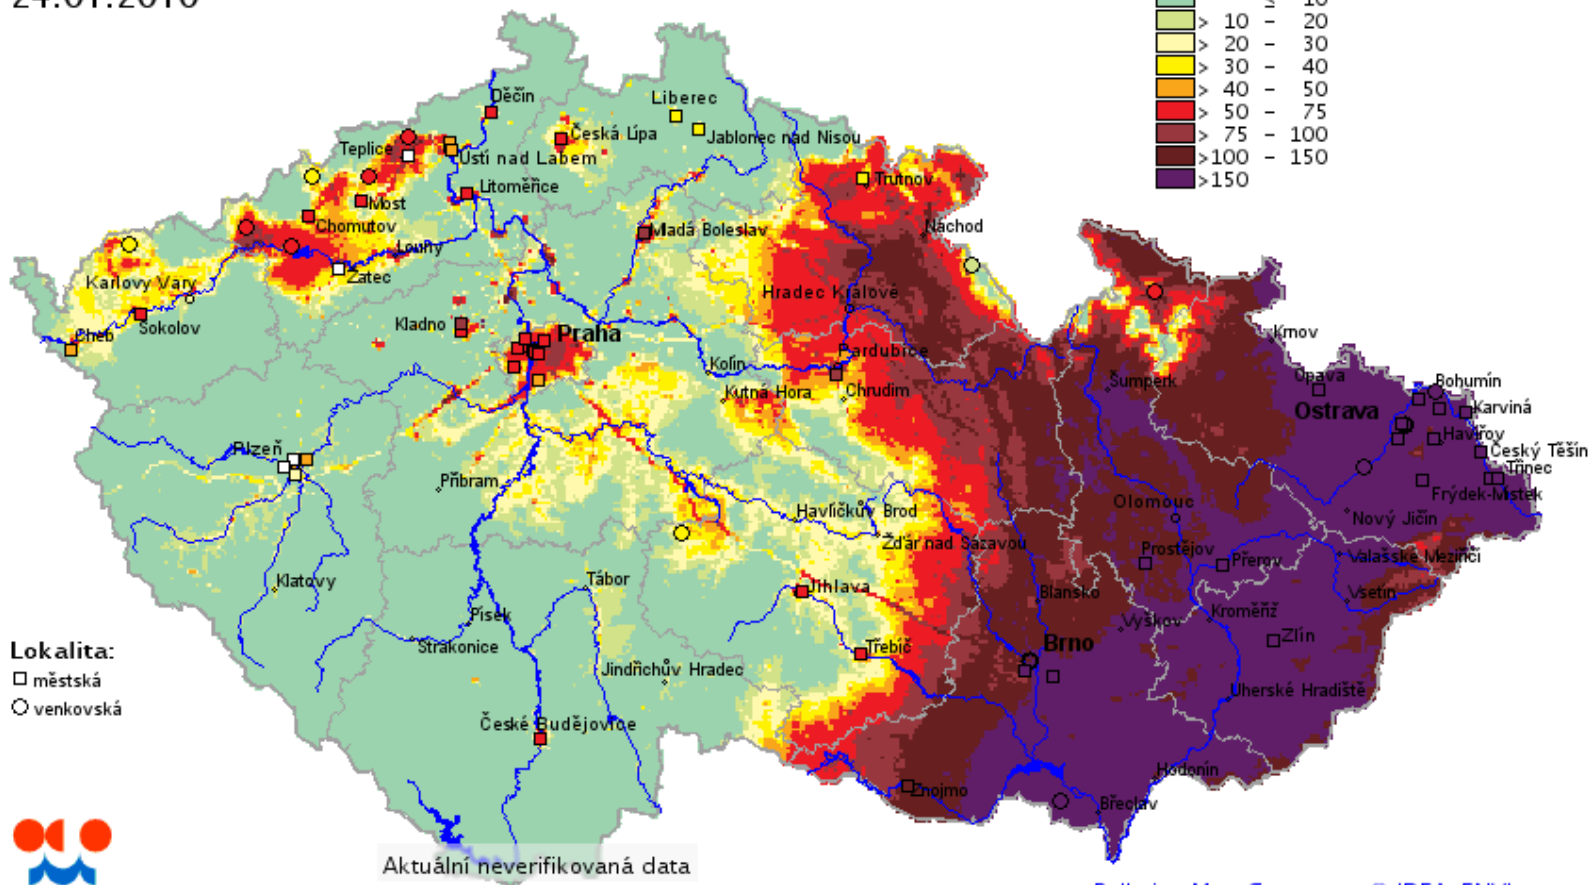 24.01.2010
≤ 10
> 10 - 20
> 20 - 30
> 30 - 40
> 40 - 50
> 50 - 75
> 75 - 100
>100 - 150
>150
Děčín
Liberec
Česká Lípa
Jablonec nad Nisou
Teplice
Ústí nad Labem
Litoměřice
Trutnov
Most
Chomutov
Mladá Boleslav
Náchod
Louny
Žatec
Karlovy Vary
Hradec Králové
Sokolov
Kladno
Praha
Cheb
Krnov
Pardubice
Kolín
Kutná Hora
Chrudim
Šumperk
Opava
Bohumín
Ostrava
Karviná
Havířov
Plzeň
Český Těšín
Třinec
Příbram
Frýdek-Místek
Olomouc
Havlíčkův Brod
Nový Jičín
Žďár nad Sázavou
Prostějov
Přerov
Valašské Meziříčí
Klatovy
Tábor
Jihlava
Blansko
Vsetín
Písek
Kroměříž
Vyškov
Zlín
Strakonice
Třebíč
Brno
Lokalita:
městská
venkovská
Jindřichův Hradec
Uherské Hradiště
České Budějovice
Hodonín
Znojmo
Břeclav
Aktuální neverifikovaná data